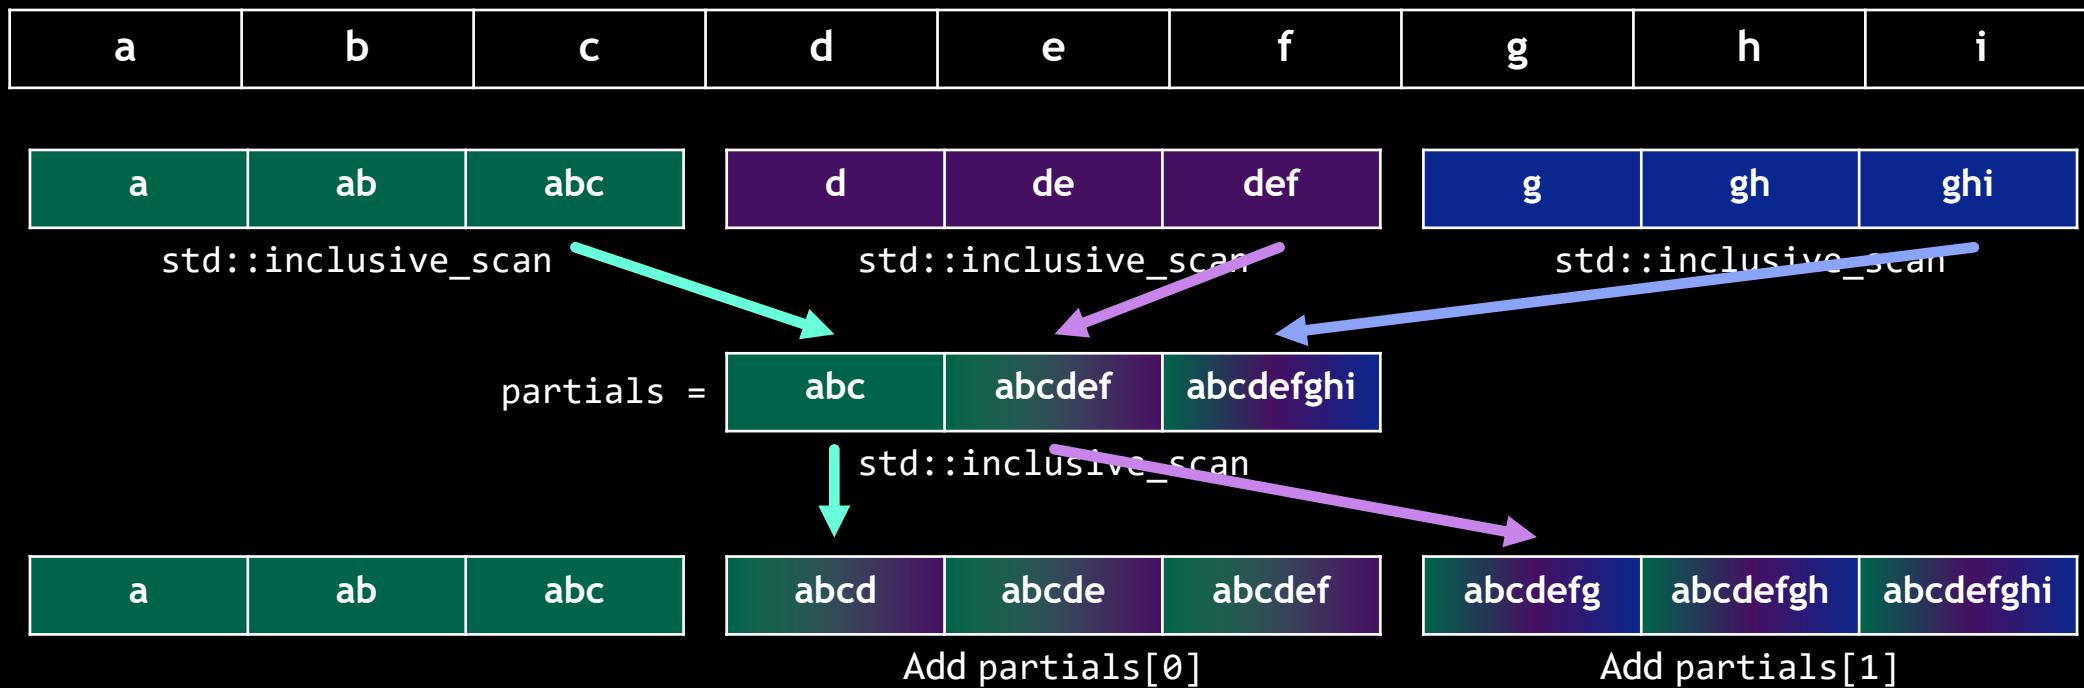 a b c d e f g h i
a ab abc d de def g gh ghi
std::inclusive_scan std::inclusive_scan std::inclusive_scan
partials = abc abcdef abcdefghi
std::inclusive_scan
a ab abc abcd abcde abcdef abcdefg abcdefgh abcdefghi
Add partials[0] Add partials[1]